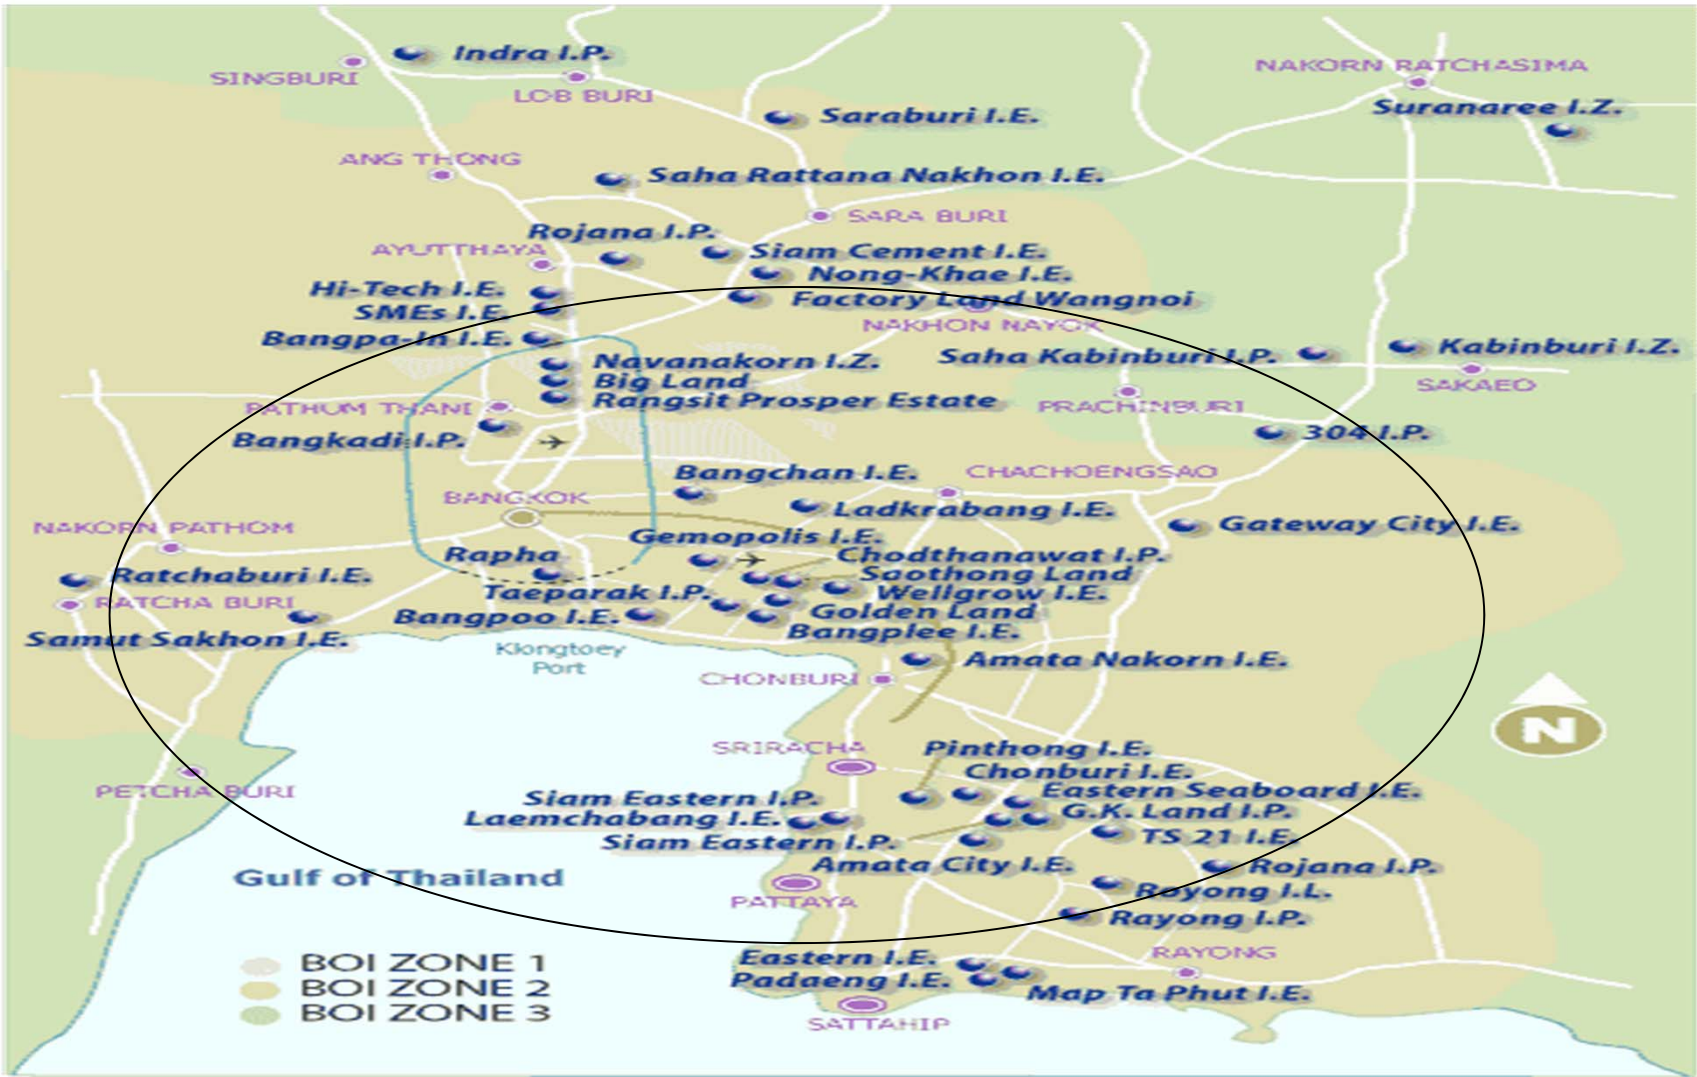 Indra I.P.
SINGBURI
LOB BURI
NAKORN RATCHASIMA
Suranaree I.Z.
Saraburi I.E.
ANG THONG
Saha Rattana Nakhon I.E.
SARA BURI
Rojana I.P.
AYUTTHAYA
Siam Cement I.E.
Nong-Khae I.E.
Hi-Tech I.E.
Factory Land Wangnoi
SMEs I.E.
NAKHON NAYOK
Bangpa-In I.E.
Saha Kabinburi I.P.
Kabinburi I.Z.
Navanakorn I.Z.
SAKAEO
Big Land
Rangsit Prosper Estate
PATHUM THANI
PRACHINBURI
Bangkadi I.P.
304 I.P.
Bangchan I.E.
CHACHOENGSAO
BANGKOK
Ladkrabang I.E.
NAKORN PATHOM
Gateway City I.E.
Gemopolis I.E.
Rapha
Chodthanawat I.P.
Ratchaburi I.E.
Saothong Land
Taeparak I.P.
Wellgrow I.E.
RATCHA BURI
Bangpoo I.E.
Golden Land
Samut Sakhon I.E.
Bangplee I.E.
Klongtoey
Port
Amata Nakorn I.E.
CHONBURI
SRIRACHA
Pinthong I.E.
Chonburi I.E.
PETCHA BURI
Siam Eastern I.P.
Eastern Seaboard I.E.
Laemchabang I.E.
G.K. Land I.P.
Siam Eastern I.P.
TS 21 I.E.
Amata City I.E.
Rojana I.P.
Gulf of Thailand
Rayong I.L.
PATTAYA
Rayong I.P.
Eastern I.E.
RAYONG
Padaeng I.E.
Map Ta Phut I.E.
SATTAHIP
BOI ZONE 1
BOI ZONE 2
BOI ZONE 3
N